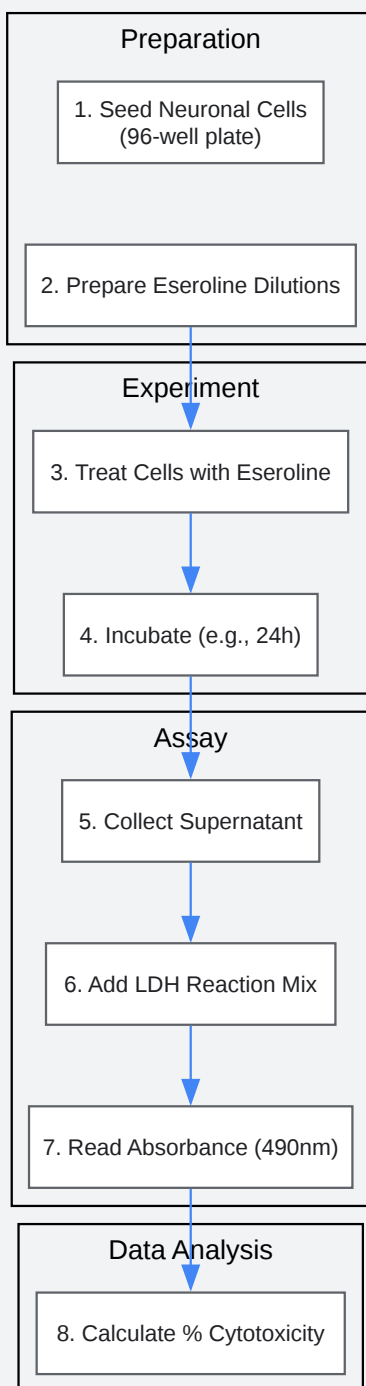 Preparation
1. Seed Neuronal Cells
(96-well plate)
2. Prepare Eseroline Dilutions
Experiment
3. Treat Cells with Eseroline
4. Incubate (e.g., 24h)
Assay
5. Collect Supernatant
6. Add LDH Reaction Mix
7. Read Absorbance (490nm)
Data Analysis
8. Calculate % Cytotoxicity